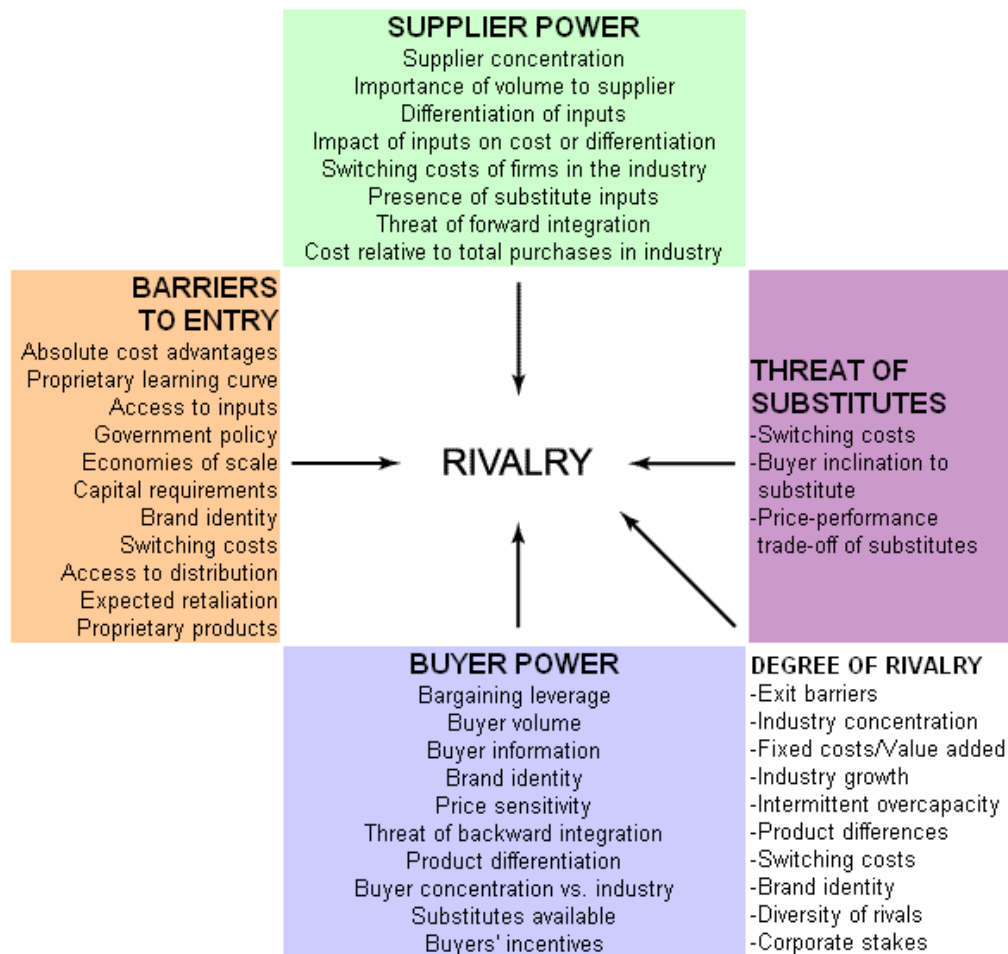 SUPPLIER POWER
Supplier concentration
Importance of volume to supplier
Differentiation of inputs
Impact of inputs on cost or differentiation
Switching costs of firms in the industry
Presence of substitute inputs
Threat of forward integration
Cost relative to total purchases in industry
BARRIERS
TO ENTRY
Absolute cost advantages
Proprietary learning curve
Access to inputs
Government policy
Economies of scale
Capital requirements
Brand identity
Switching costs
Access to distribution
Expected retaliation
Proprietary products
RIVALRY
THREAT OF
SUBSTITUTES
-Switching costs
-Buyer inclination to
substitute
-Price-performance
trade-off of substitutes
BUYER POWER
Bargaining leverage
Buyer volume
Buyer information
Brand identity
Price sensitivity
Threat of backward integration
Product differentiation
Buyer concentration vs. industry
Substitutes available
Buyers' incentives
DEGREE OF RIVALRY
-Exit barriers
-Industry concentration
-Fixed costs/Value added
-Industry growth
-Intermittent overcapacity
-Product differences
-Switching costs
-Brand identity
-Diversity of rivals
-Corporate stakes